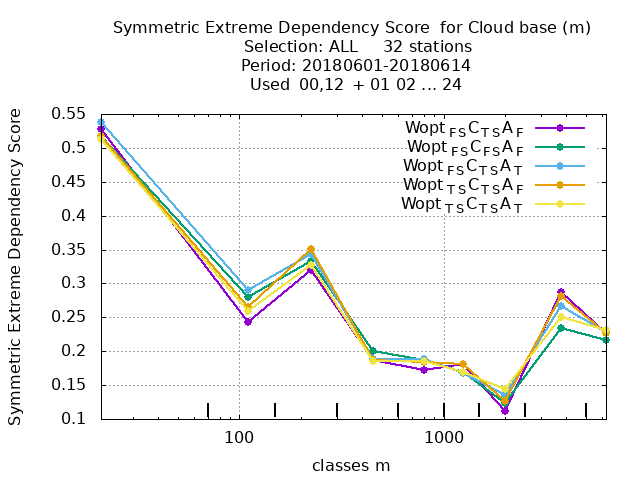 Symmetric Extreme Dependency Score  for Cloud base (m)
Selection: ALL     32 stations
Period: 20180601-20180614
Used  00,12  + 01 02 ... 24
Symmetric Extreme Dependency Score
0.55
0.5
0.45
0.4
0.35
0.3
0.25
0.2
0.15
0.1
Wopt FS C TS A F
Wopt FS C FS A F
Wopt FS C TS A T
Wopt TS C TS A F
Wopt TS C TS A T
100
1000
classes m